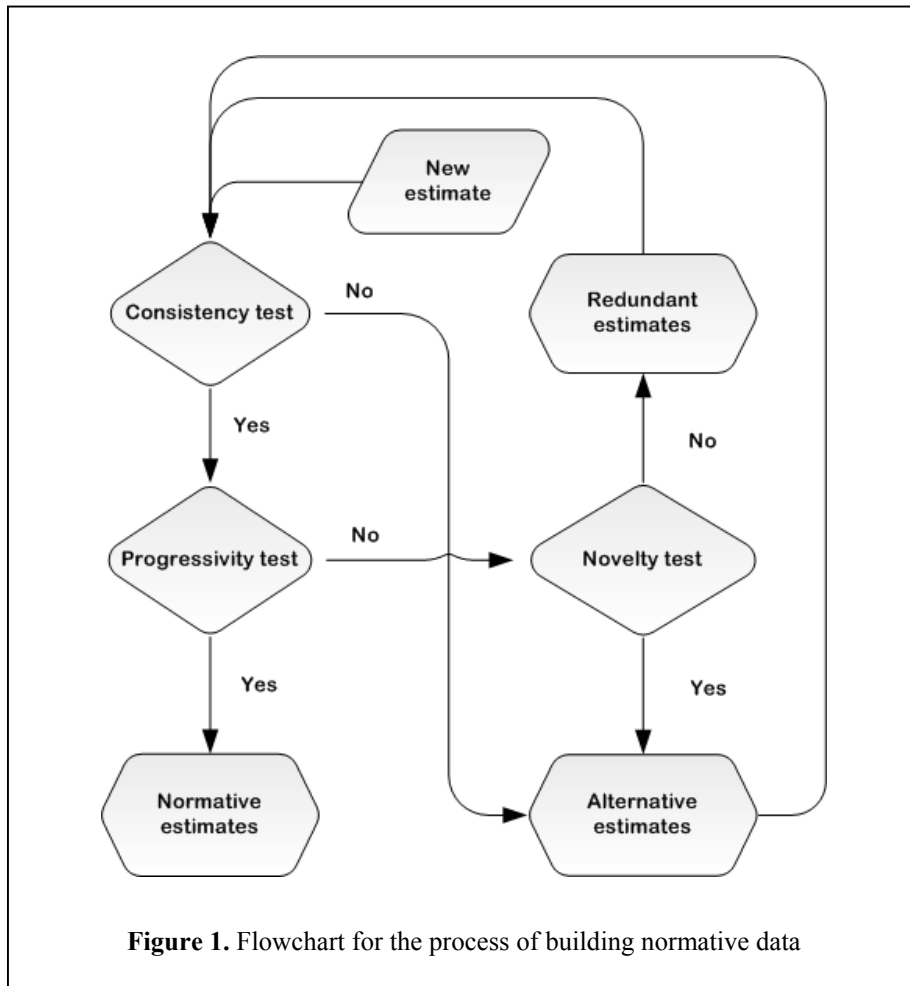 New
estimate
Consistency test
No
Redundant
estimates
Yes
No
Progressivity test
No
Novelty test
Yes
Yes
Normative
estimates
Alternative
estimates
Figure 1. Flowchart for the process of building normative data